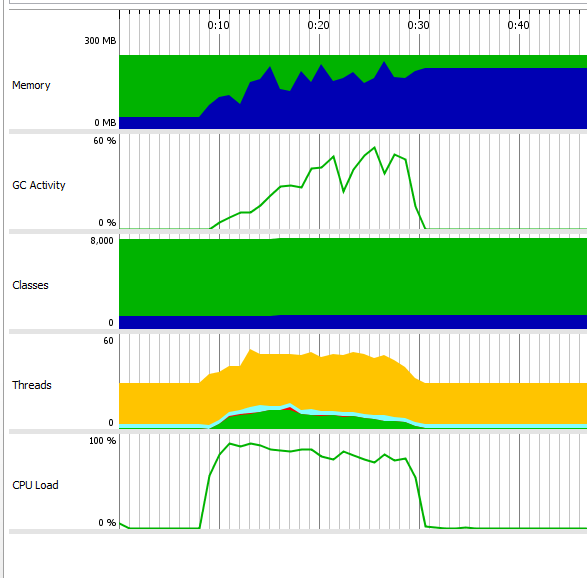 0:10 0:20 0:30 0:40
300 MB
Memory
0 MB
60 %
GC Activity
0 %
8,000
Classes
0
60
Threads
0
100 %
CPU Load
0 %